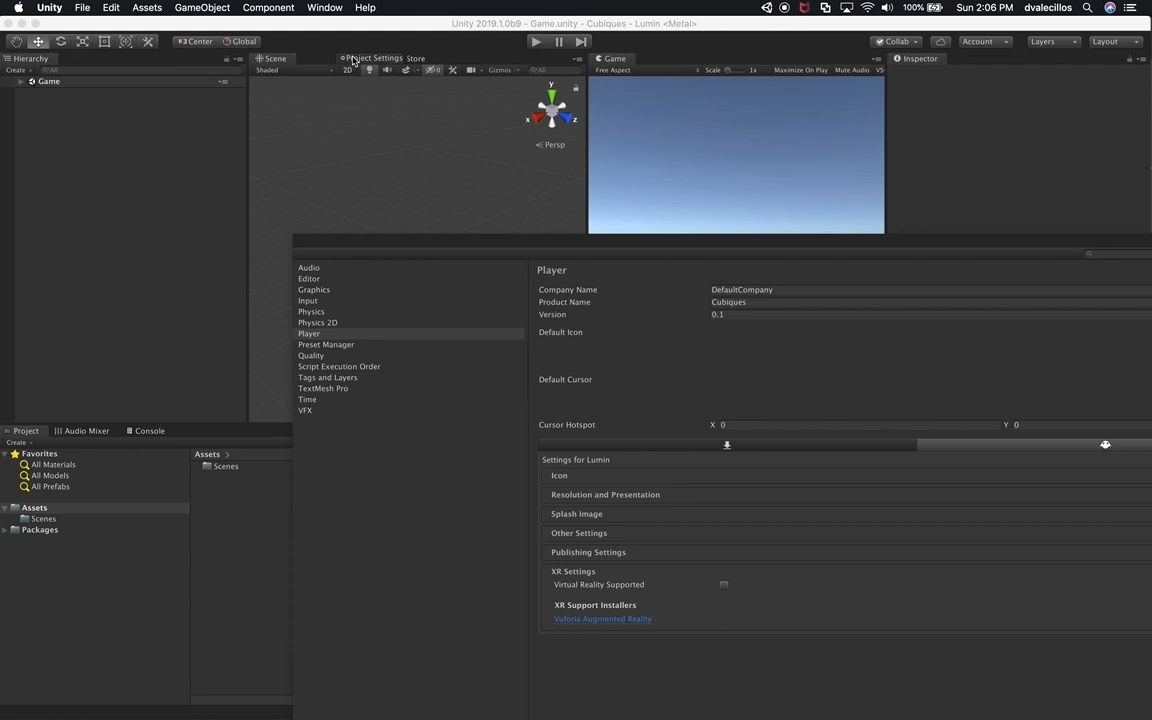 Unity File Edit Assets GameObject Component Window Help 100% Sun 2:06 PM dvalecillos
Unity 2019.1.0b9 - Game.unity - Cubiques - Lumin <Metal>
Center Global Collab Account Layers Layout
Hierarchy Scene Project Settings Store Game Inspector
Create All Shaded 2D 0 Gizmos All Free Aspect Scale 1x Maximize On Play Mute Audio VS
Game
y
x z
Persp
Player
Audio
Editor
Graphics
Input
Physics
Physics 2D
Player
Preset Manager
Quality
Script Execution Order
Tags and Layers
TextMesh Pro
Time
VFX
Company Name DefaultCompany
Product Name Cubiques
Version 0.1
Default Icon
Default Cursor
Cursor Hotspot X 0 Y 0
Settings for Lumin
Icon
Resolution and Presentation
Splash Image
Other Settings
Publishing Settings
XR Settings
Virtual Reality Supported
XR Support Installers
Vuforia Augmented Reality
Project Audio Mixer Console
Create
Favorites
All Materials
All Models
All Prefabs
Assets
Scenes
Packages
Assets
Scenes